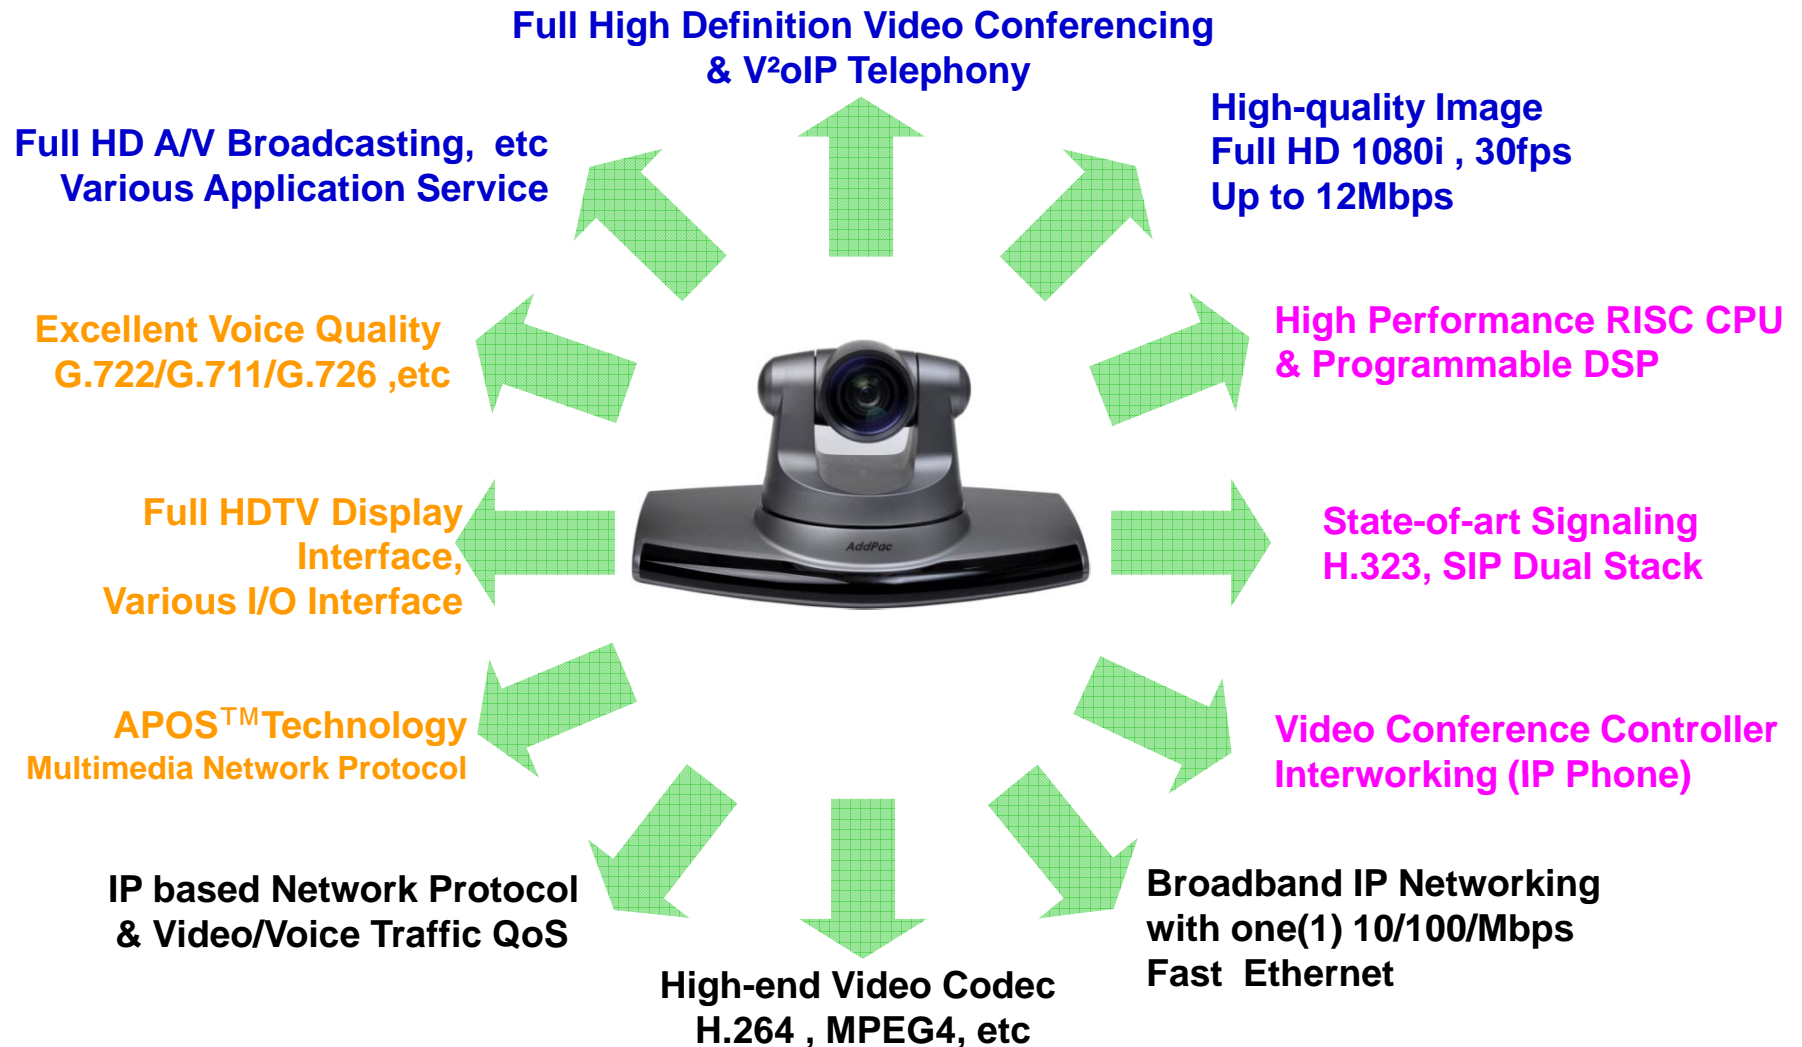 Full High Definition Video Conferencing
& V²oIP Telephony
Full HD A/V Broadcasting,  etc
Various Application Service
High-quality Image
Full HD 1080i , 30fps
Up to 12Mbps
Excellent Voice Quality
G.722/G.711/G.726 ,etc
High Performance RISC CPU
& Programmable DSP
Full HDTV Display
Interface,
Various I/O Interface
AddPac
State-of-art Signaling
H.323, SIP Dual Stack
APOS™Technology
Multimedia Network Protocol
Video Conference Controller
Interworking (IP Phone)
IP based Network Protocol
& Video/Voice Traffic QoS
High-end Video Codec
H.264 , MPEG4, etc
Broadband IP Networking
with one(1) 10/100/Mbps
Fast  Ethernet